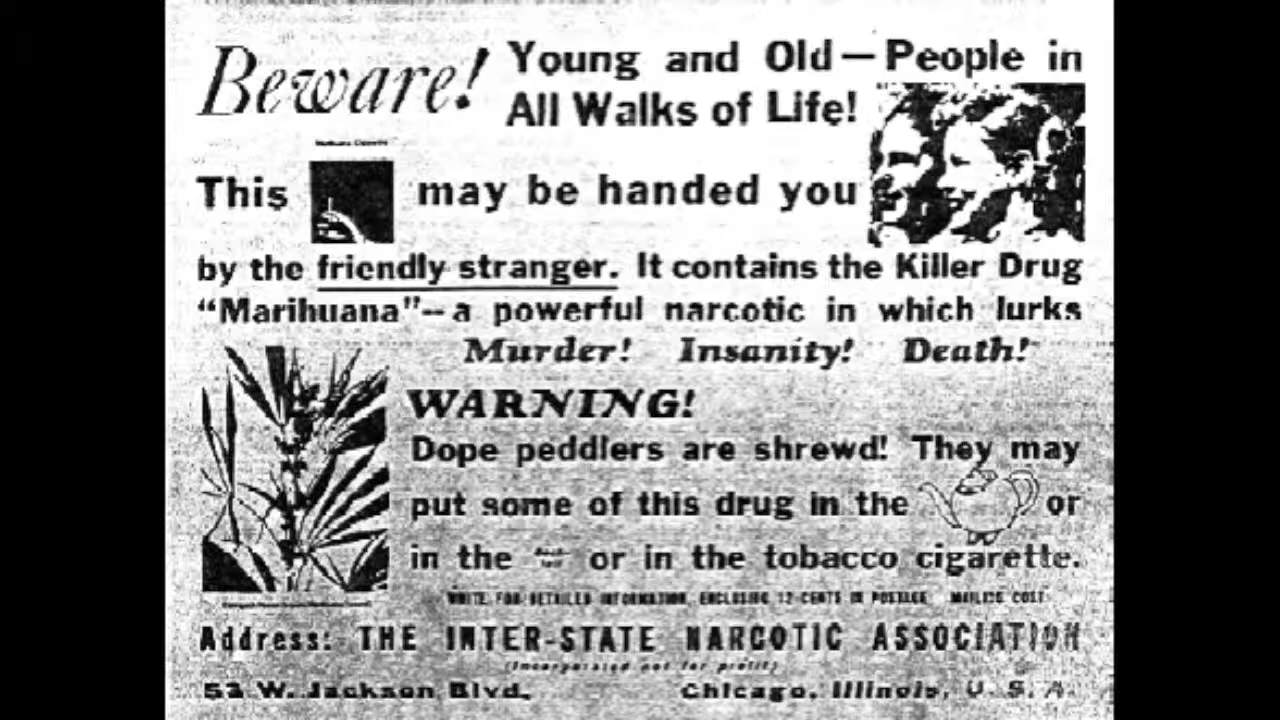 Beware! Young and Old—People in
All Walks of Life!
This may be handed you
by the friendly stranger. It contains the Killer Drug
“Marihuana”—a powerful narcotic in which lurks
Murder! Insanity! Death!
WARNING!
Dope peddlers are shrewd! They may
put some of this drug in the or
in the or in the tobacco cigarette.
WRITE FOR DETAILED INFORMATION, ENCLOSING 12 CENTS IN POSTAGE MAILING COST
Address: THE INTER-STATE NARCOTIC ASSOCIATION
(Incorporated not for profit)
53 W. Jackson Blvd. Chicago, Illinois, U. S. A.